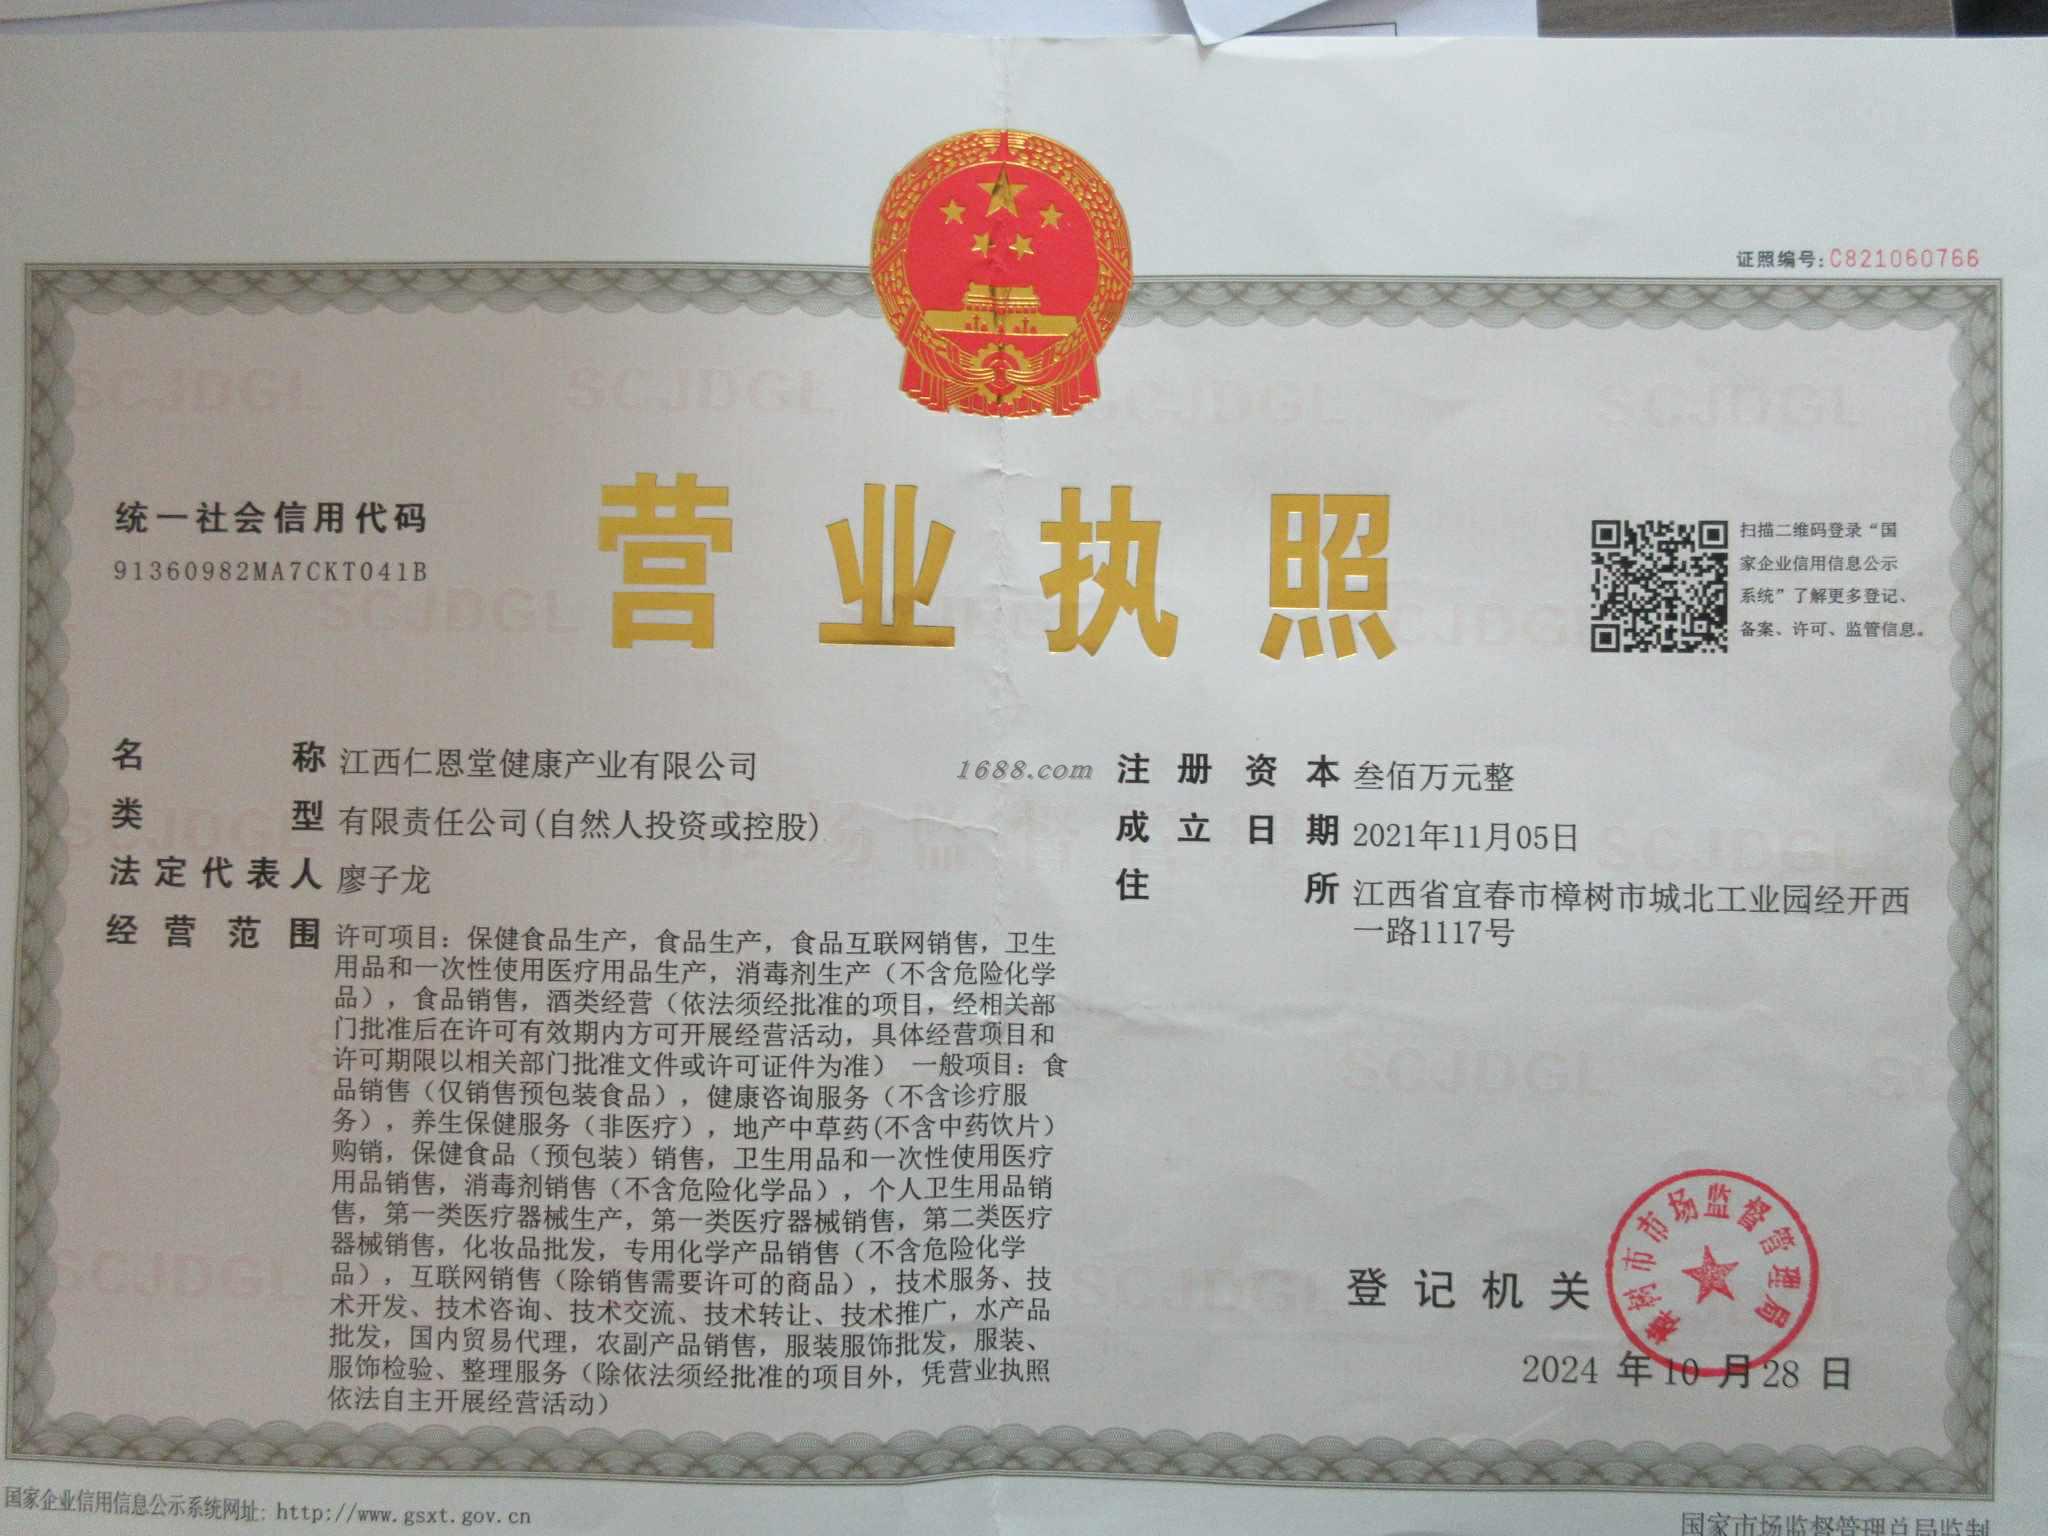 证照编号:C821060766
统一社会信用代码
91360982MA7CKT041B
营业执照
扫描二维码登录“国
家企业信用信息公示
系统”了解更多登记、
备案、许可、监管信息。
名称 江西仁恩堂健康产业有限公司
类型 有限责任公司(自然人投资或控股)
法定代表人 廖子龙
经营范围 许可项目：保健食品生产，食品生产，食品互联网销售，卫生
用品和一次性使用医疗用品生产，消毒剂生产（不含危险化学
品），食品销售，酒类经营（依法须经批准的项目，经相关部
门批准后在许可有效期内方可开展经营活动，具体经营项目和
许可期限以相关部门批准文件或许可证件为准） 一般项目：食
品销售（仅销售预包装食品），健康咨询服务（不含诊疗服
务），养生保健服务（非医疗），地产中草药(不含中药饮片）
购销，保健食品（预包装）销售，卫生用品和一次性使用医疗
用品销售，消毒剂销售（不含危险化学品），个人卫生用品销
售，第一类医疗器械生产，第一类医疗器械销售，第二类医疗
器械销售，化妆品批发，专用化学产品销售（不含危险化学
品），互联网销售（除销售需要许可的商品），技术服务、技
术开发、技术咨询、技术交流、技术转让、技术推广，水产品
批发，国内贸易代理，农副产品销售，服装服饰批发，服装、
服饰检验、整理服务（除依法须经批准的项目外，凭营业执照
依法自主开展经营活动）
1688.com
注册资本 叁佰万元整
成立日期 2021年11月05日
住所 江西省宜春市樟树市城北工业园经开西
一路1117号
登记机关
樟树市市场监督管理局
2024年10月28日
国家企业信用信息公示系统网址: http://www.gsxt.gov.cn
国家市场监督管理总局监制